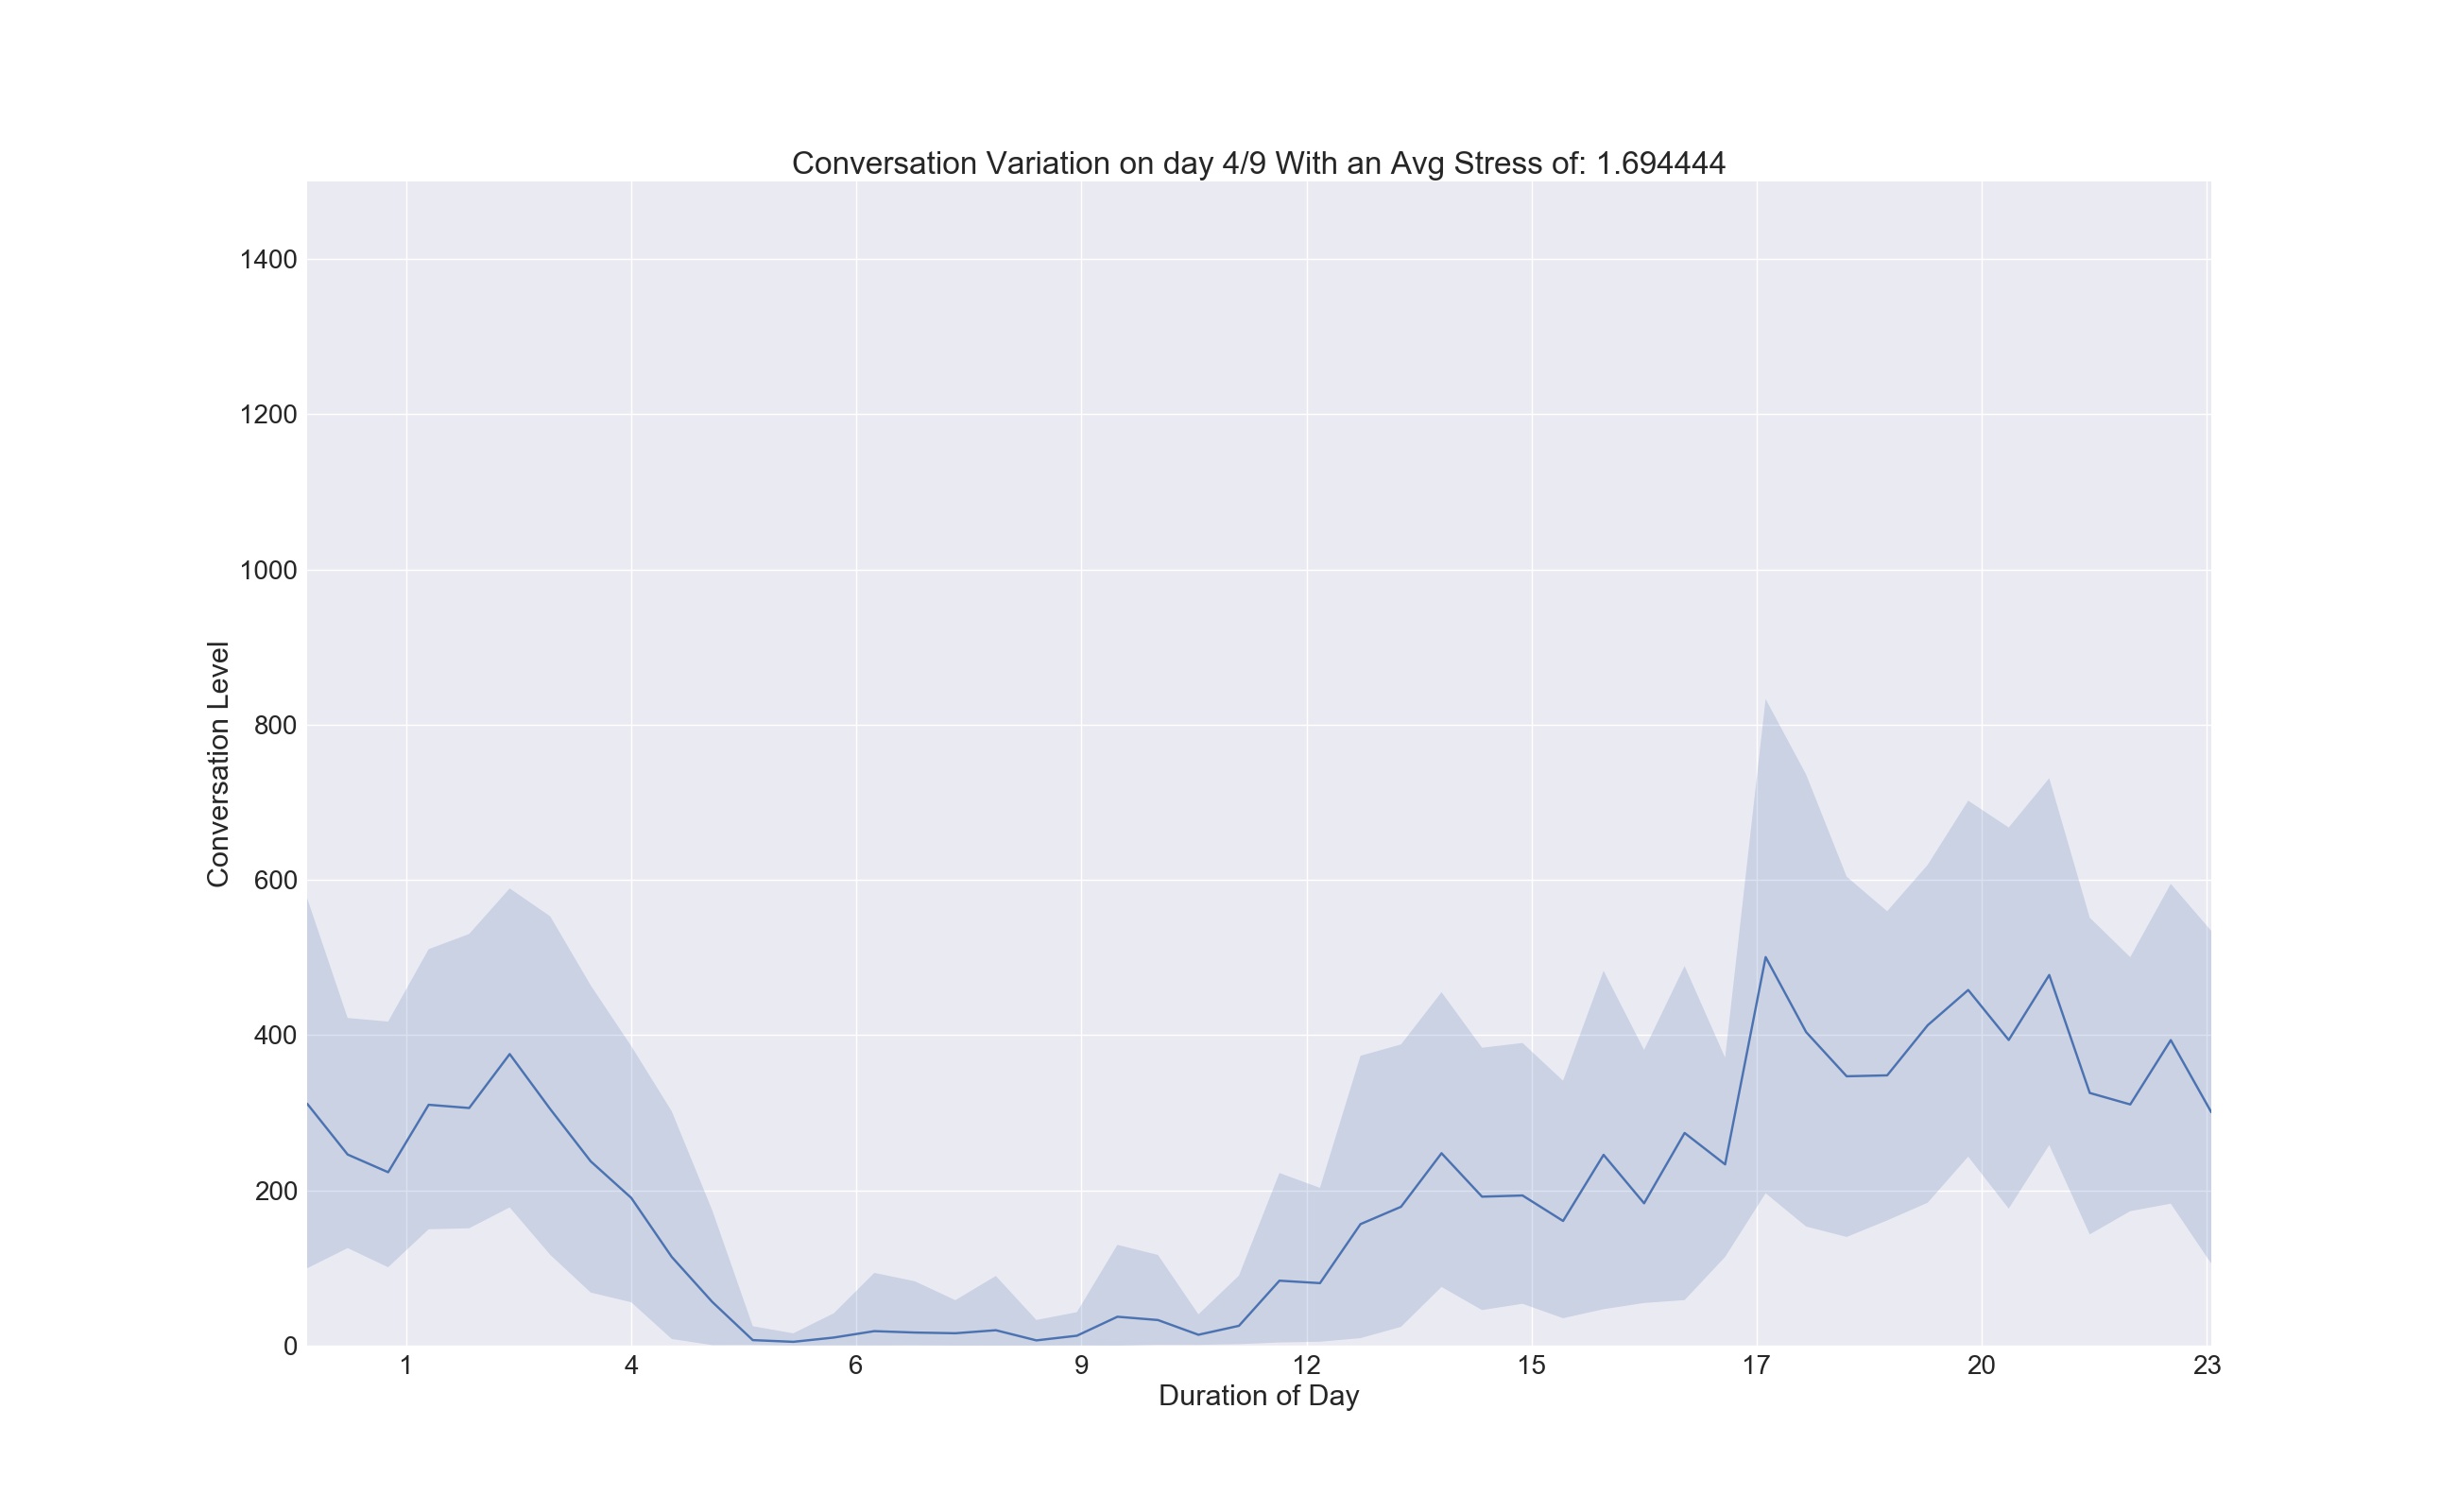 Conversation Variation on day 4/9 With an Avg Stress of: 1.694444
1400
1200
1000
800
600
400
200
0
Conversation Level
1 4 6 9 12 15 17 20 23
Duration of Day